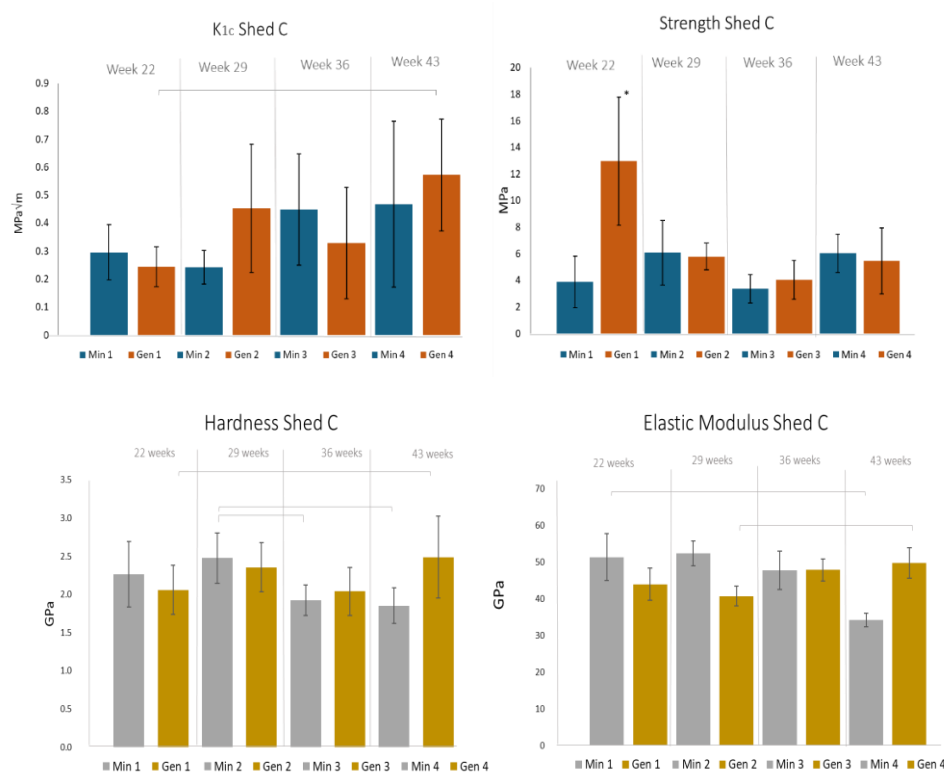 K1c Shed C
Week 22 Week 29 Week 36 Week 43
0.9
0.8
0.7
0.6
0.5
0.4
0.3
0.2
0.1
0
MPa√m
Min 1 Gen 1 Min 2 Gen 2 Min 3 Gen 3 Min 4 Gen 4
Strength Shed C
Week 22 Week 29 Week 36 Week 43
20
18
16
14
12
10
8
6
4
2
0
MPa
*
Min 1 Gen 1 Min 2 Gen 2 Min 3 Gen 3 Min 4 Gen 4
Hardness Shed C
22 weeks 29 weeks 36 weeks 43 weeks
3.5
3.0
2.5
2.0
1.5
1.0
0.5
0.0
GPa
Min 1 Gen 1 Min 2 Gen 2 Min 3 Gen 3 Min 4 Gen 4
Elastic Modulus Shed C
22 weeks 29 weeks 36 weeks 43 weeks
70
60
50
40
30
20
10
0
GPa
Min 1 Gen 1 Min 2 Gen 2 Min 3 Gen 3 Min 4 Gen 4